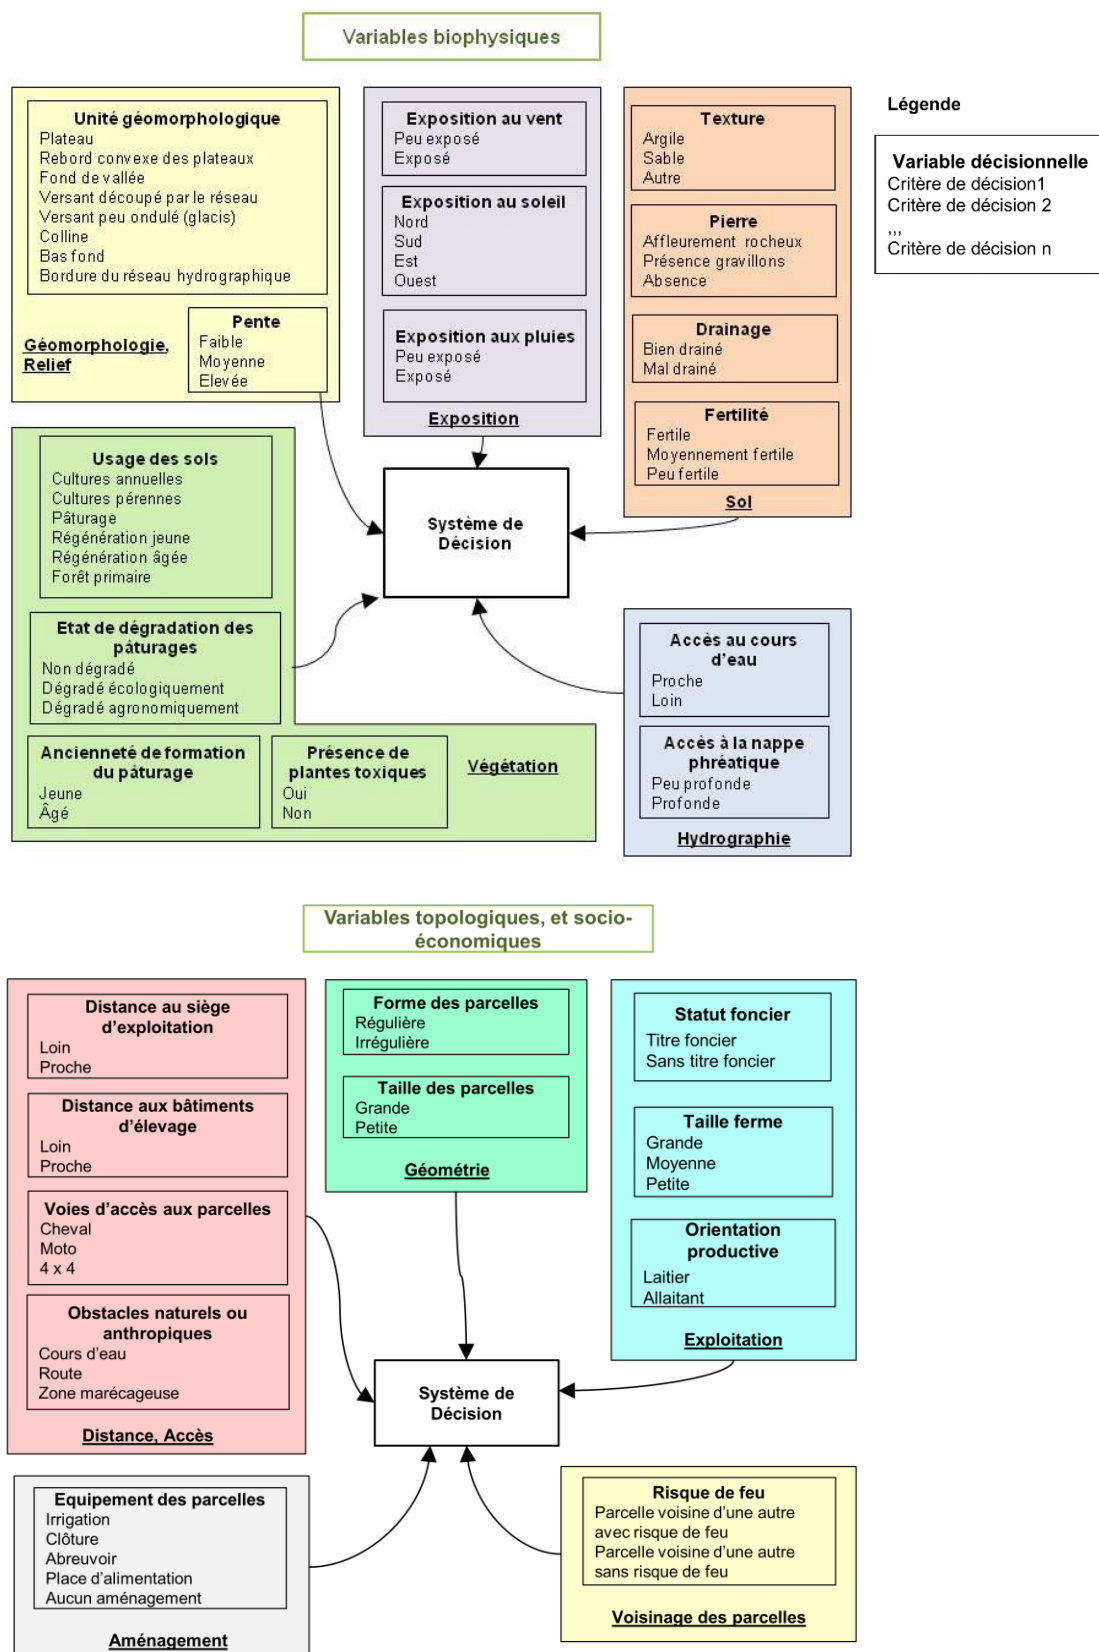 Variables biophysiques
Unité géomorphologique
Plateau
Rebord convexe des plateaux
Fond de vallée
Versant découpé par le réseau
Versant peu ondulé (glacis)
Colline
Bas fond
Bordure du réseau hydrographique
Pente
Faible
Moyenne
Elevée
Géomorphologie,
Relief
Exposition au vent
Peu exposé
Exposé
Exposition au soleil
Nord
Sud
Est
Ouest
Exposition aux pluies
Peu exposé
Exposé
Exposition
Texture
Argile
Sable
Autre
Pierre
Affleurement rocheux
Présence gravillons
Absence
Drainage
Bien drainé
Mal drainé
Fertilité
Fertile
Moyennement fertile
Peu fertile
Sol
Légende
Variable décisionnelle
Critère de décision1
Critère de décision 2
,,,
Critère de décision n
Usage des sols
Cultures annuelles
Cultures pérennes
Pâturage
Régénération jeune
Régénération âgée
Forêt primaire
Etat de dégradation des
pâturages
Non dégradé
Dégradé écologiquement
Dégradé agronomiquement
Ancienneté de formation
du pâturage
Jeune
Âgé
Présence de
plantes toxiques
Oui
Non
Végétation
Système de
Décision
Accès au cours
d'eau
Proche
Loin
Accès à la nappe
phréatique
Peu profonde
Profonde
Hydrographie
Variables topologiques, et socio-
économiques
Distance au siège
d'exploitation
Loin
Proche
Distance aux bâtiments
d'élevage
Loin
Proche
Voies d'accès aux parcelles
Cheval
Moto
4 x 4
Obstacles naturels ou
anthropiques
Cours d'eau
Route
Zone marécageuse
Distance, Accès
Forme des parcelles
Régulière
Irrégulière
Taille des parcelles
Grande
Petite
Géométrie
Statut foncier
Titre foncier
Sans titre foncier
Taille ferme
Grande
Moyenne
Petite
Orientation
productive
Laitier
Allaitant
Exploitation
Système de
Décision
Equipement des parcelles
Irrigation
Clôture
Abreuvoir
Place d'alimentation
Aucun aménagement
Aménagement
Risque de feu
Parcelle voisine d'une autre
avec risque de feu
Parcelle voisine d'une autre
sans risque de feu
Voisinage des parcelles